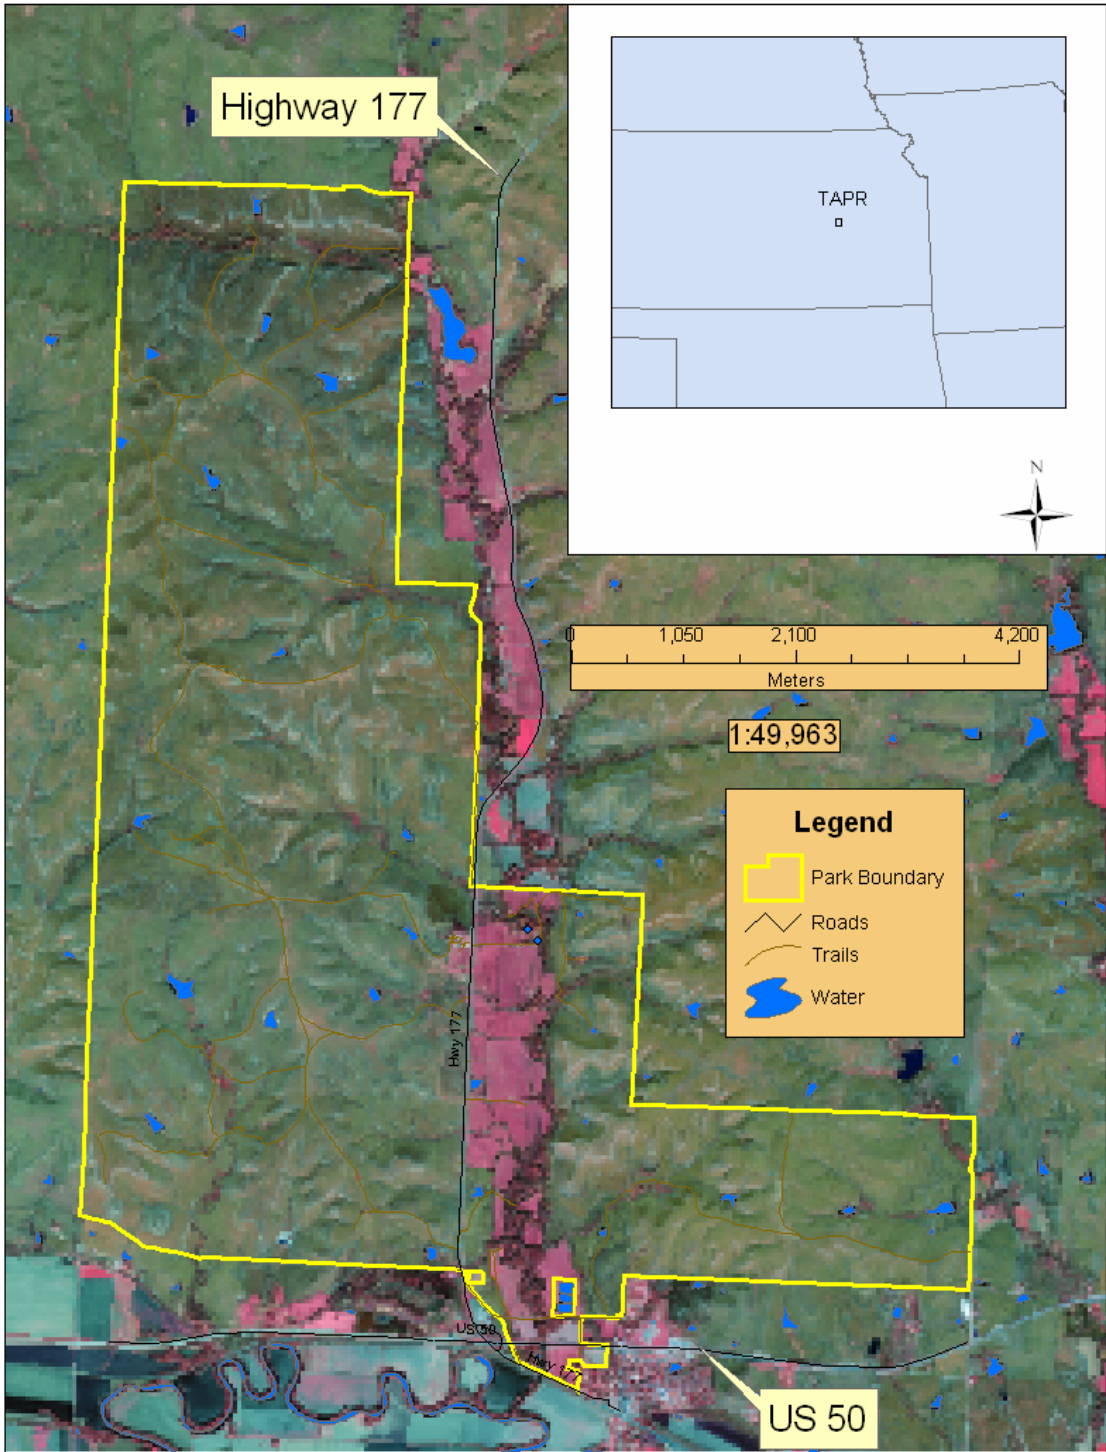 Highway 177
TAPR
N
0 1,050 2,100 4,200
Meters
1:49,963
Legend
Park Boundary
Roads
Trails
Water
Hwy 177
US 50
Hwy 177
US 50